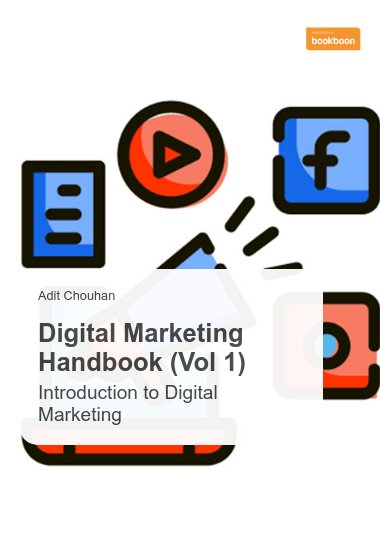 bookboon
Adit Chouhan
Digital Marketing
Handbook (Vol 1)
Introduction to Digital
Marketing